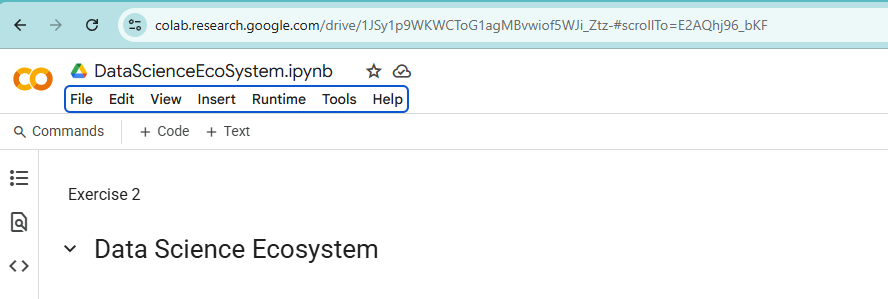 colab.research.google.com/drive/1JSy1p9WKWCToG1agMBvwiof5WJi_Ztz-#scrollTo=E2AQhj96_bKF
DataScienceEcoSystem.ipynb
File Edit View Insert Runtime Tools Help
Commands + Code + Text
Exercise 2
Data Science Ecosystem